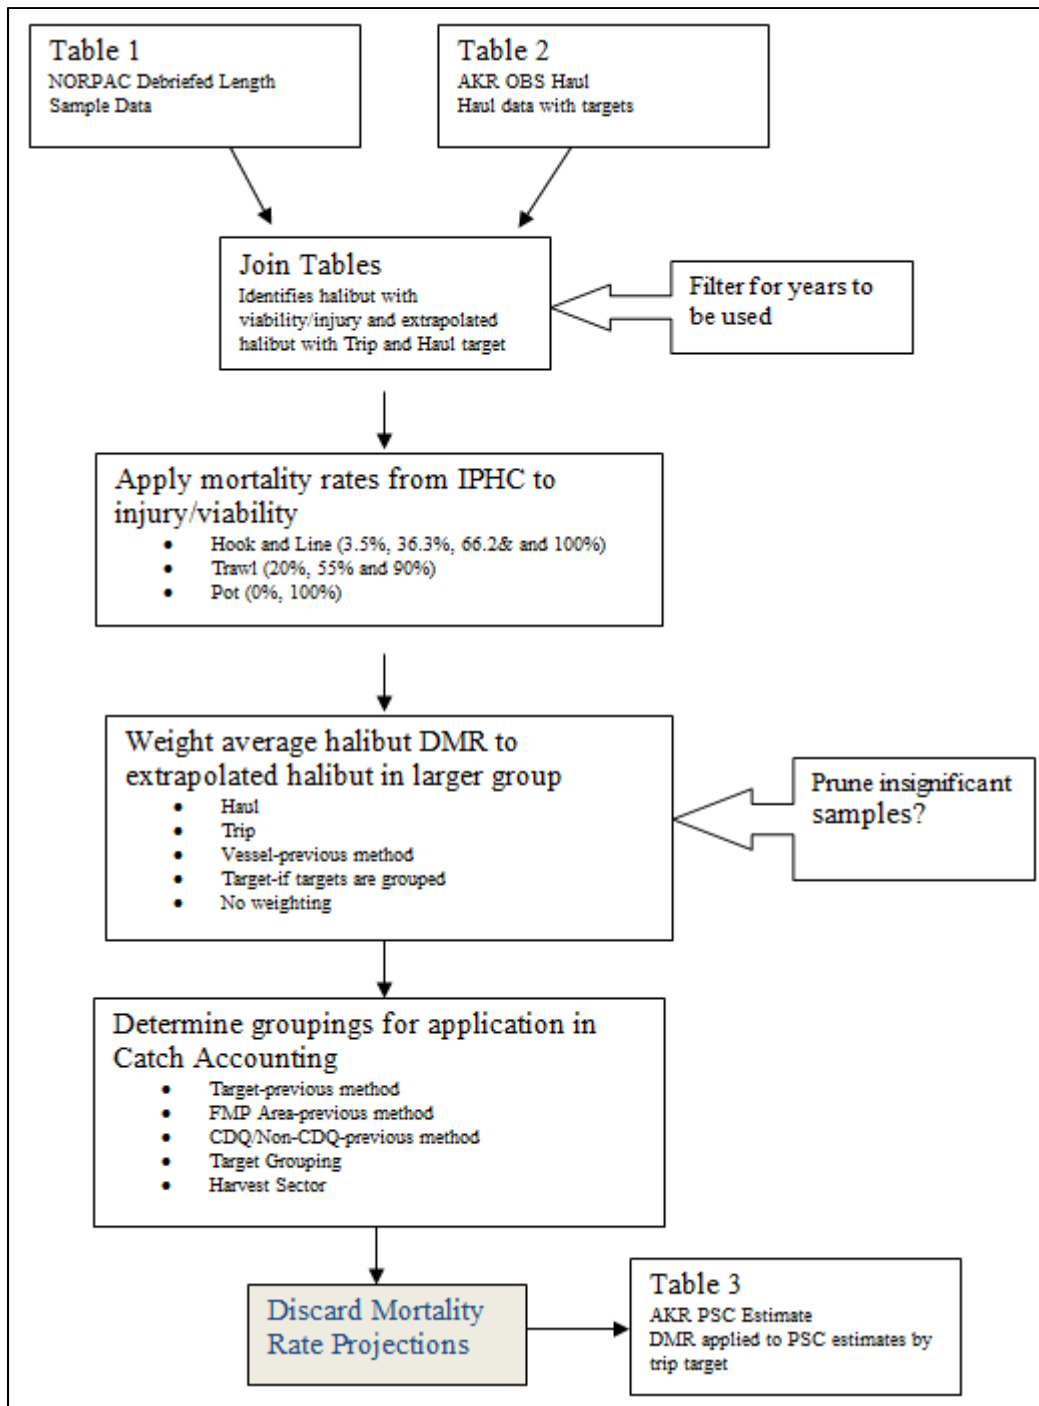 Table 1
NORPAC Debriefed Length
Sample Data
Table 2
AKR OBS Haul
Haul data with targets
Join Tables
Identifies halibut with
viability/injury and extrapolated
halibut with Trip and Haul target
Filter for years to
be used
Apply mortality rates from IPHC to
injury/viability
• Hook and Line (3.5%, 36.3%, 66.2& and 100%)
• Trawl (20%, 55% and 90%)
• Pot (0%, 100%)
Weight average halibut DMR to
extrapolated halibut in larger group
• Haul
• Trip
• Vessel-previous method
• Target-if targets are grouped
• No weighting
Prune insignificant
samples?
Determine groupings for application in
Catch Accounting
• Target-previous method
• FMP Area-previous method
• CDQ/Non-CDQ-previous method
• Target Grouping
• Harvest Sector
Discard Mortality
Rate Projections
Table 3
AKR PSC Estimate
DMR applied to PSC estimates by
trip target